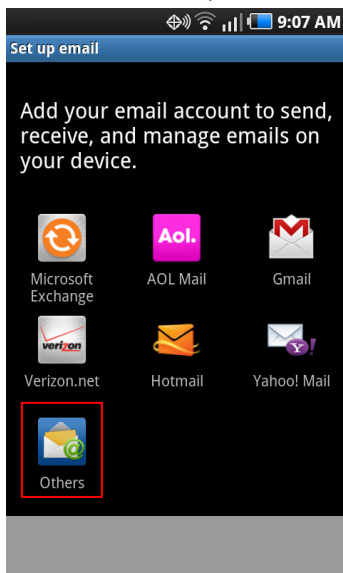 9:07 AM
Set up email
Add your email account to send,
receive, and manage emails on
your device.
Aol.
Microsoft
Exchange
AOL Mail
Gmail
verizon
Verizon.net
Hotmail
Yahoo! Mail
Y!
@
Others